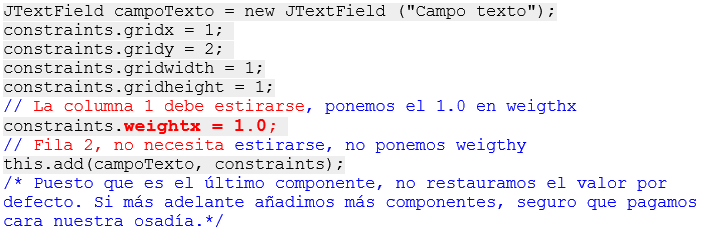 JTextField campoTexto = new JTextField ("Campo texto");
constraints.gridx = 1;
constraints.gridy = 2;
constraints.gridwidth = 1;
constraints.gridheight = 1;
// La columna 1 debe estirarse, ponemos el 1.0 en weigthx
constraints.weightx = 1.0;
// Fila 2, no necesita estirarse, no ponemos weigthy
this.add(campoTexto, constraints);
/* Puesto que es el último componente, no restauramos el valor por
defecto. Si más adelante añadimos más componentes, seguro que pagamos
cara nuestra osadía.*/